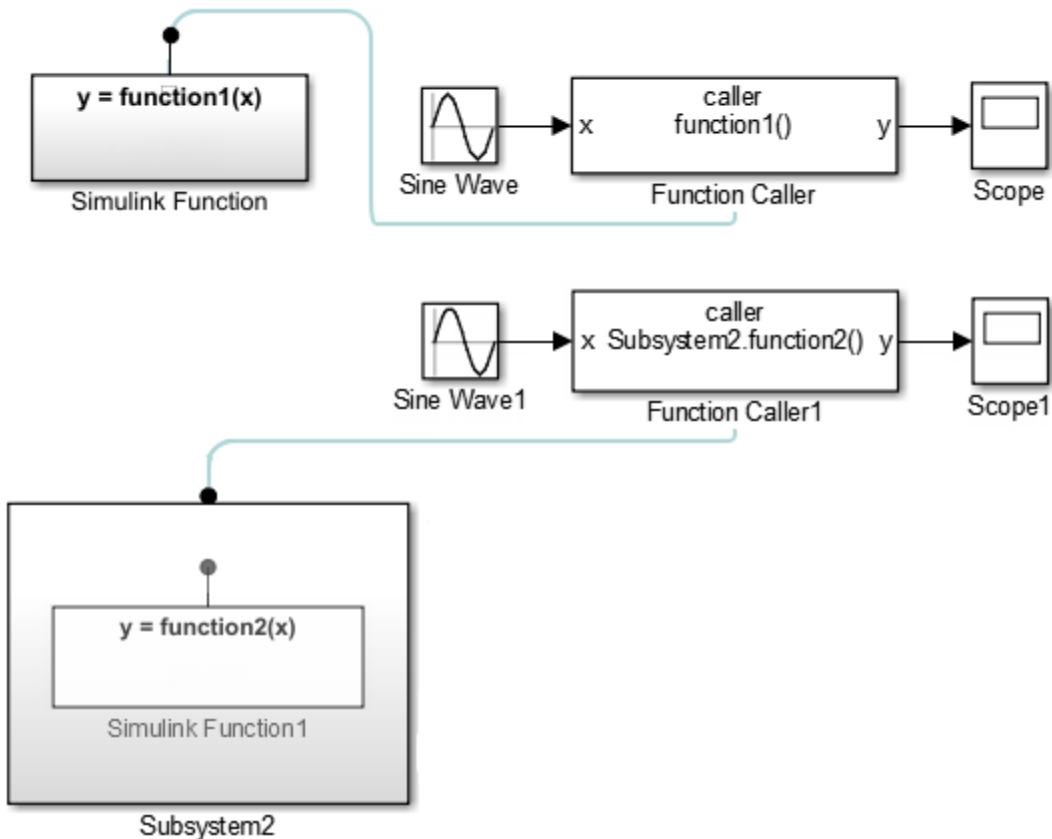 y = function1(x)
Simulink Function
Sine Wave
caller
x function1() y
Function Caller
Scope
Sine Wave1
caller
x Subsystem2.function2() y
Function Caller1
Scope1
y = function2(x)
Simulink Function1
Subsystem2